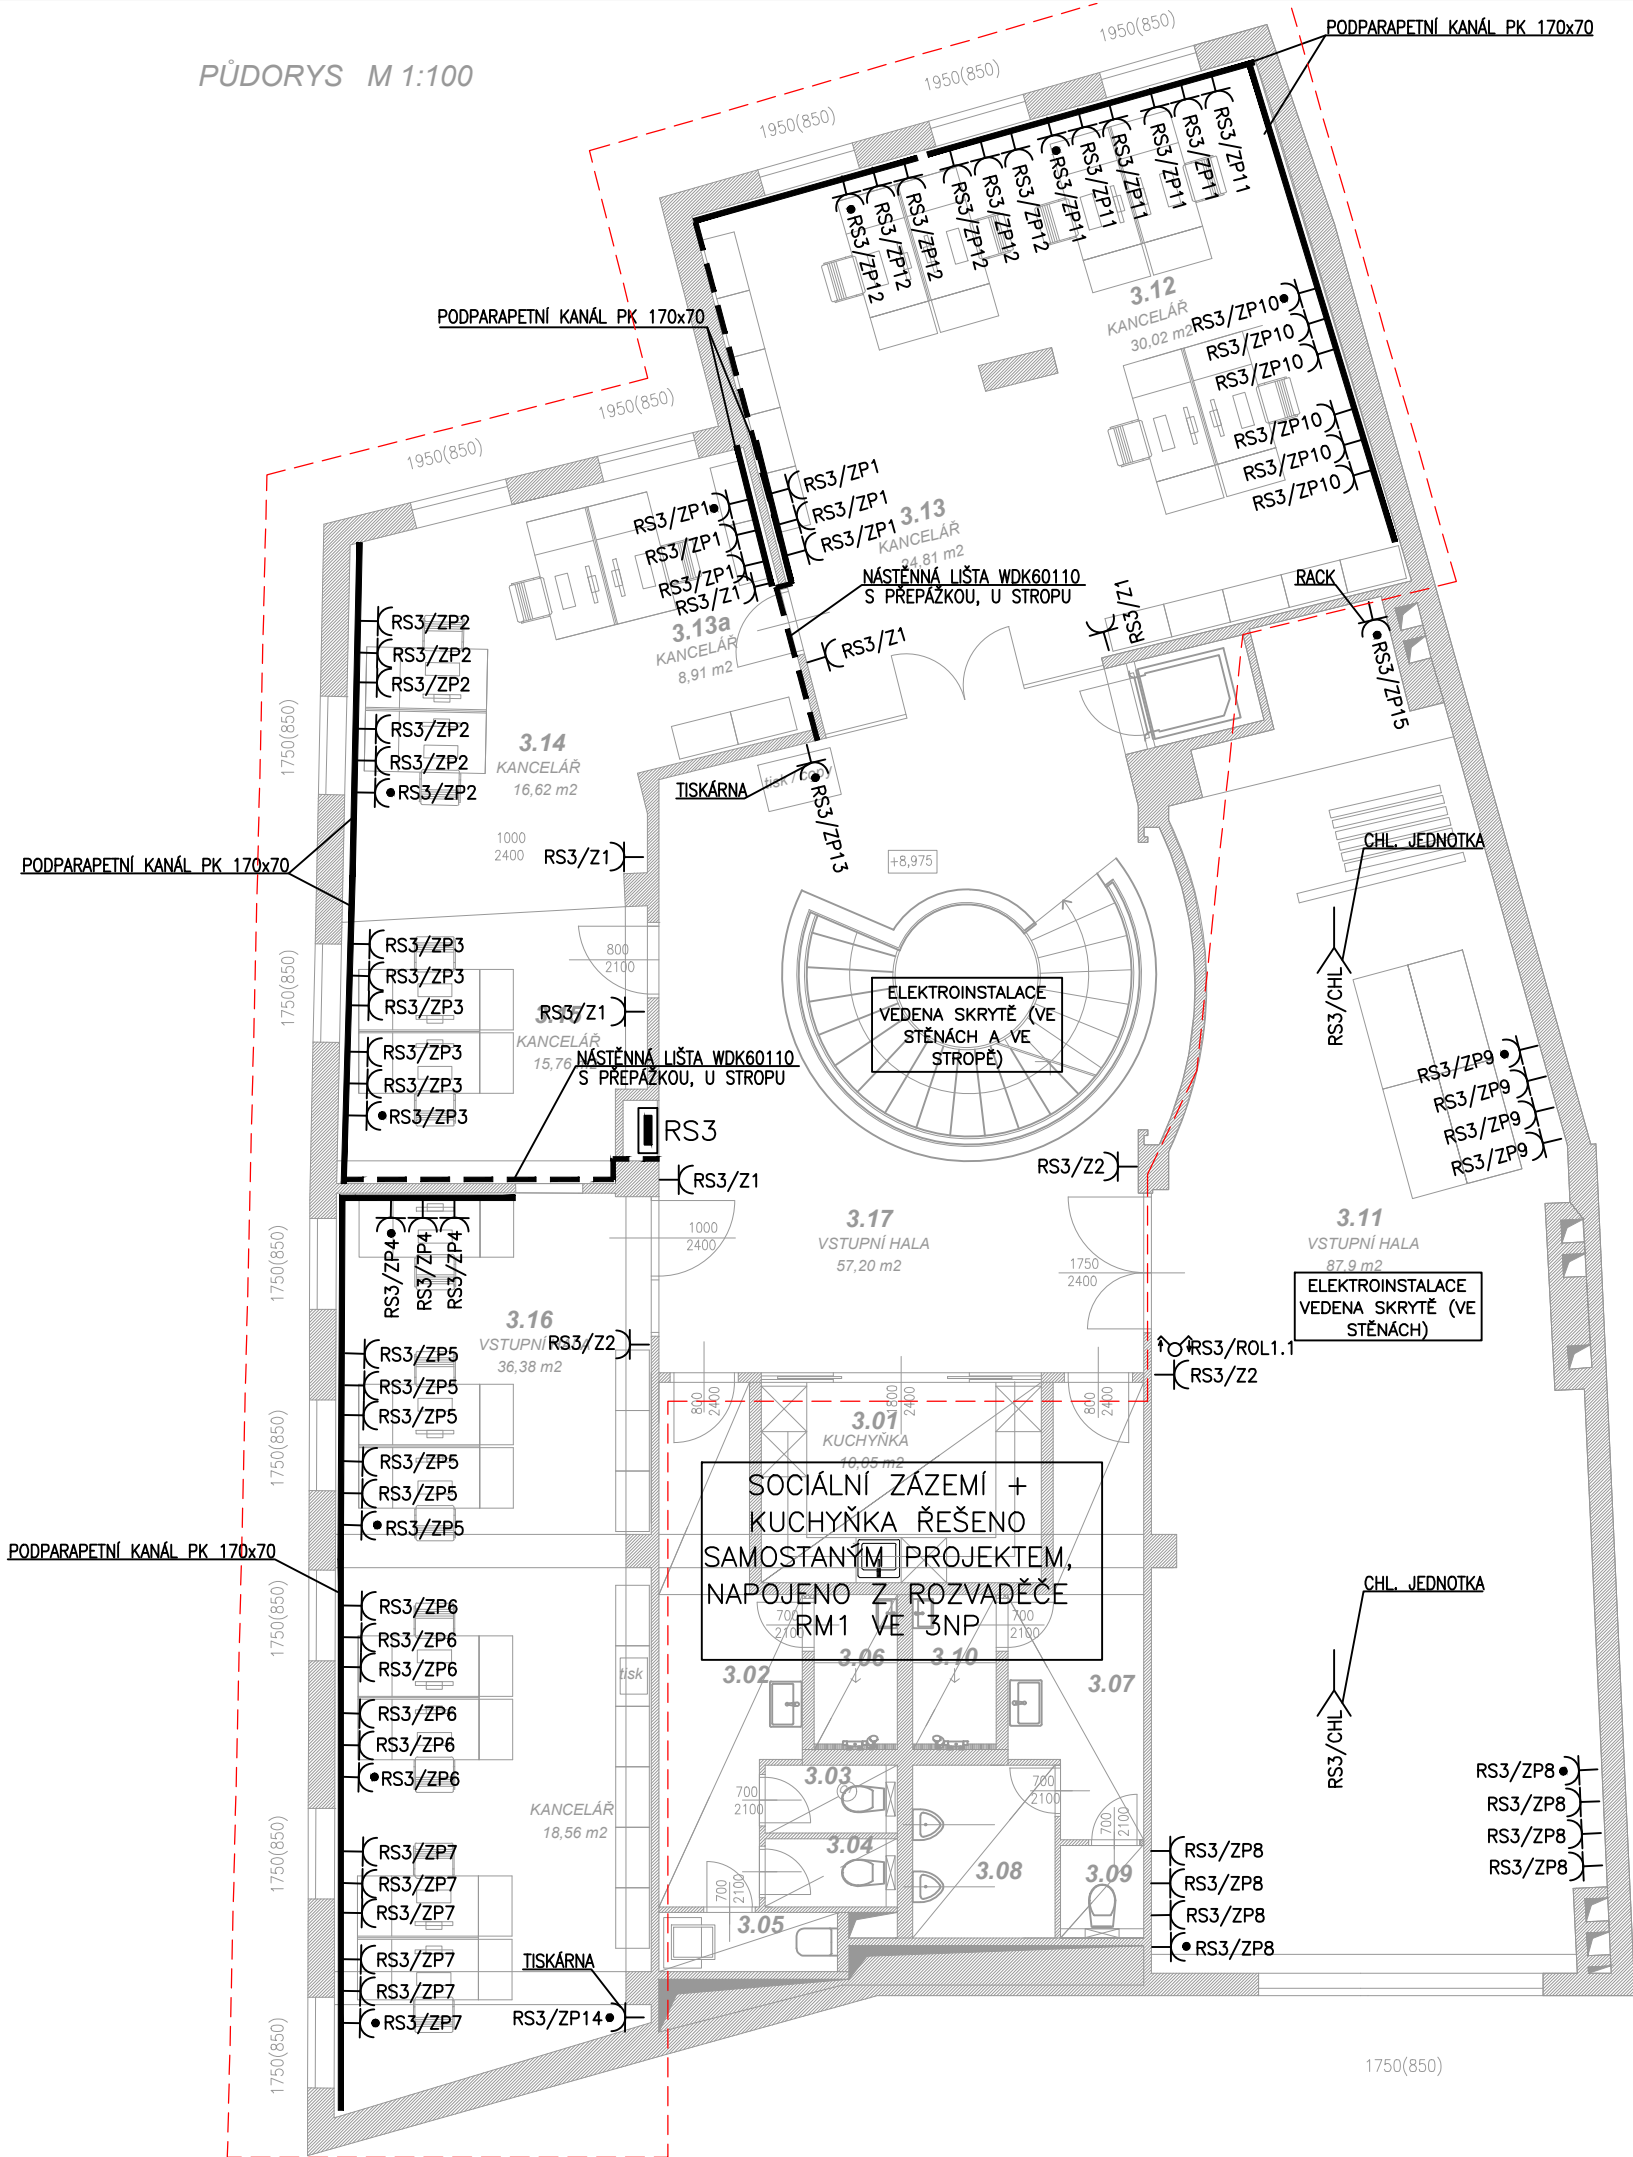 PŮDORYS M 1:100
PODPARAPETNÍ KANÁL PK 170x70
1950(850)
1950(850)
1950(850)
RS3/ZP12
RS3/ZP12
RS3/ZP12
RS3/ZP12
RS3/ZP12
RS3/ZP12
RS3/ZP11
RS3/ZP11
RS3/ZP11
RS3/ZP11
RS3/ZP11
RS3/ZP11
3.12
KANCELÁŘ
30,02 m2
RS3/ZP10
RS3/ZP10
RS3/ZP10
RS3/ZP10
RS3/ZP10
RS3/ZP10
PODPARAPETNÍ KANÁL PK 170x70
1950(850)
1950(850)
RS3/ZP1
RS3/ZP1
RS3/ZP1
RS3/Z1
RS3/ZP1
RS3/ZP1
RS3/ZP1
3.13
KANCELÁŘ
24,81 m2
NÁSTĚNNÁ LIŠTA WDK60110
S PŘEPÁŽKOU, U STROPU
RS3/Z1
RS3/Z1
RACK
RS3/ZP15
3.13a
KANCELÁŘ
8,91 m2
RS3/ZP2
RS3/ZP2
RS3/ZP2
RS3/ZP2
RS3/ZP2
RS3/ZP2
1750(850)
3.14
KANCELÁŘ
16,62 m2
TISKÁRNA
tisk / copy
RS3/ZP13
1000
2400
RS3/Z1
+8,975
CHL. JEDNOTKA
RS3/CHL
PODPARAPETNÍ KANÁL PK 170x70
1750(850)
RS3/ZP3
RS3/ZP3
RS3/ZP3
RS3/ZP3
RS3/ZP3
RS3/ZP3
800
2100
RS3/Z1
KANCELÁŘ
15,76
NÁSTĚNNÁ LIŠTA WDK60110
S PŘEPÁŽKOU, U STROPU
ELEKTROINSTALACE
VEDENA SKRYTĚ (VE
STĚNÁCH A VE
STROPĚ)
RS3/ZP9
RS3/ZP9
RS3/ZP9
RS3/ZP9
RS3
RS3/Z1
RS3/Z2
1000
2400
3.17
VSTUPNÍ HALA
57,20 m2
1750
2400
3.11
VSTUPNÍ HALA
87,9 m2
ELEKTROINSTALACE
VEDENA SKRYTĚ (VE
STĚNÁCH)
RS3/ROL1.1
RS3/Z2
1750(850)
RS3/ZP4
RS3/ZP4
RS3/ZP4
3.16
VSTUPNÍ
36,38 m2
RS3/Z2
RS3/ZP5
RS3/ZP5
RS3/ZP5
RS3/ZP5
RS3/ZP5
RS3/ZP5
1750(850)
800
2400
1800
2400
800
2400
3.01
KUCHYŇKA
10,05 m2
SOCIÁLNÍ ZÁZEMÍ +
KUCHYŇKA ŘEŠENO
SAMOSTANÝM PROJEKTEM,
NAPOJENO Z ROZVADĚČE
RM1 VE 3NP
PODPARAPETNÍ KANÁL PK 170x70
1750(850)
RS3/ZP6
RS3/ZP6
RS3/ZP6
RS3/ZP6
RS3/ZP6
RS3/ZP6
tisk
700
2100
700
2100
3.02
3.06
3.10
3.07
CHL. JEDNOTKA
RS3/CHL
KANCELÁŘ
18,56 m2
3.03
700
2100
700
2100
3.04
700
2100
3.08
3.09
700
2100
3.05
RS3/ZP8
RS3/ZP8
RS3/ZP8
RS3/ZP8
RS3/ZP8
RS3/ZP8
RS3/ZP8
RS3/ZP8
1750(850)
RS3/ZP7
RS3/ZP7
RS3/ZP7
RS3/ZP7
RS3/ZP7
RS3/ZP7
TISKÁRNA
RS3/ZP14
1750(850)
1750(850)